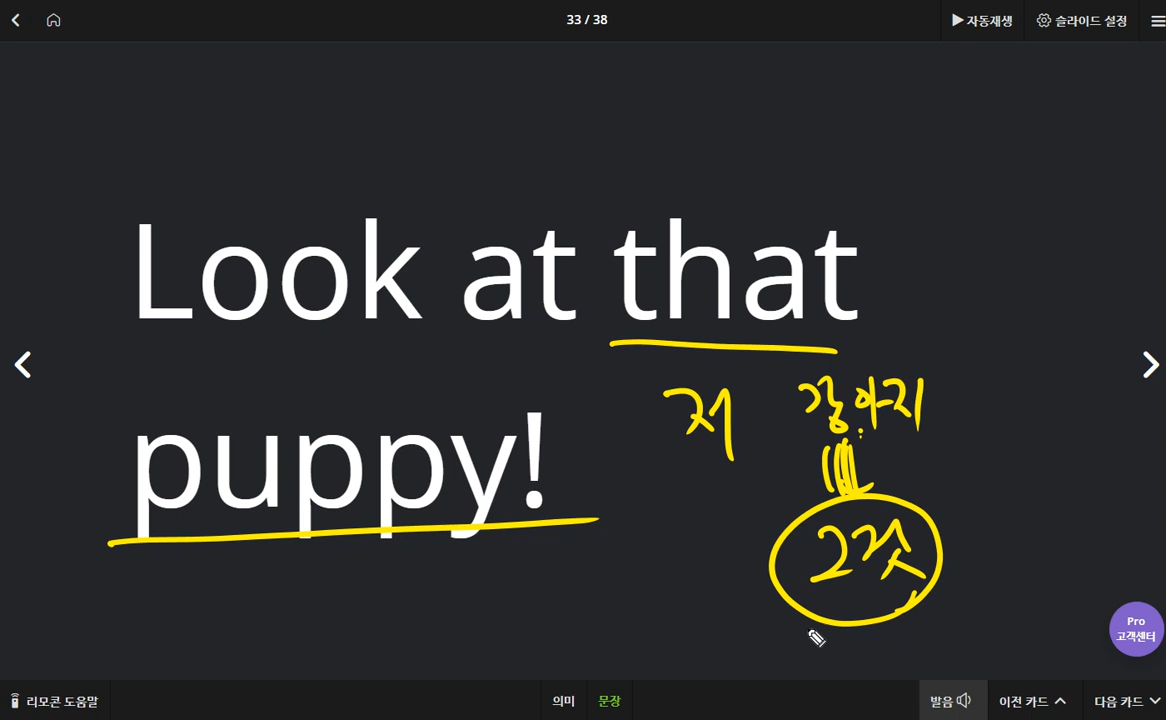 33 / 38
자동재생
슬라이드 설정
Look at that
puppy!
저 강아지
그것
Pro
고객센터
리모콘 도움말
의미
문장
발음
이전 카드
다음 카드